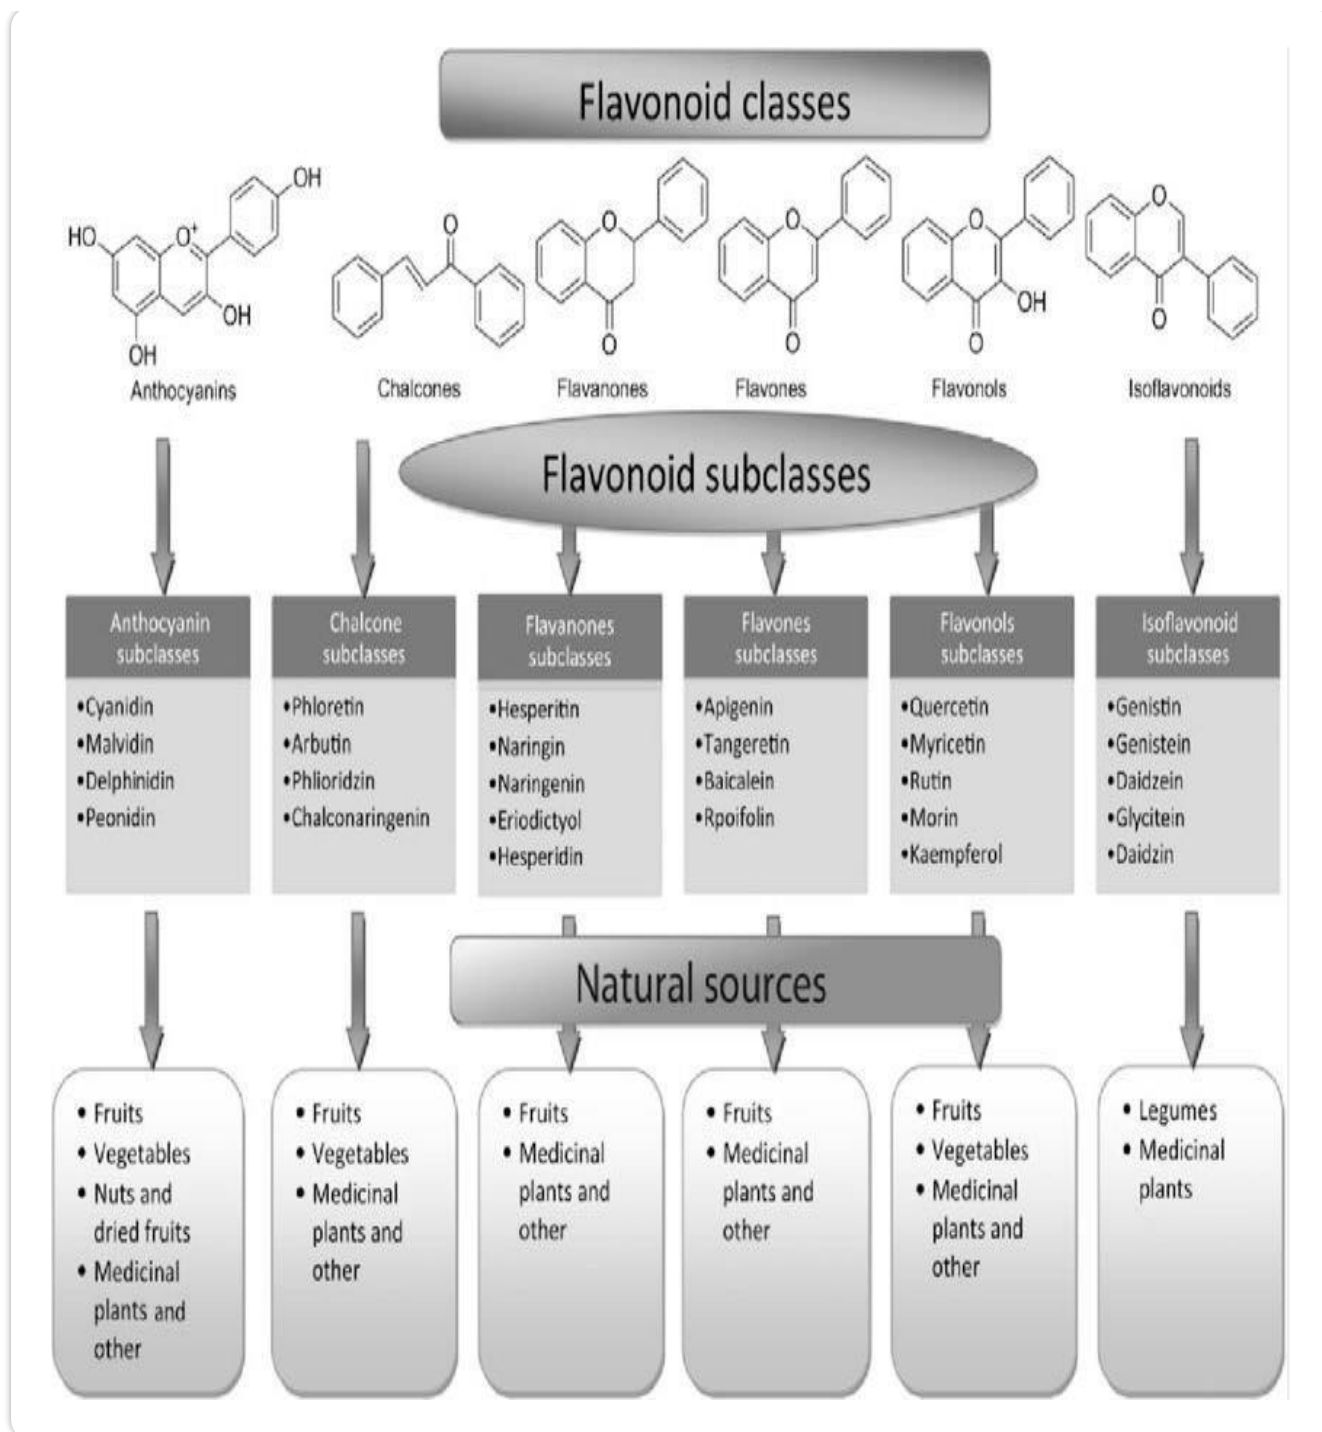 Flavonoid classes
OH
HO
O+
OH
OH
Anthocyanins
O
Chalcones
O
O
Flavanones
O
O
Flavones
O
OH
O
Flavonols
O
O
Isoflavonoids
Flavonoid subclasses
Anthocyanin
subclasses
•Cyanidin
•Malvidin
•Delphinidin
•Peonidin
Chalcone
subclasses
•Phloretin
•Arbutin
•Phlioridzin
•Chalconaringenin
Flavanones
subclasses
•Hesperitin
•Naringin
•Naringenin
•Eriodictyol
•Hesperidin
Flavones
subclasses
•Apigenin
•Tangeretin
•Baicalein
•Rpoifolin
Flavonols
subclasses
•Quercetin
•Myricetin
•Rutin
•Morin
•Kaempferol
Isoflavonoid
subclasses
•Genistin
•Genistein
•Daidzein
•Glycitein
•Daidzin
Natural sources
• Fruits
• Vegetables
• Nuts and
dried fruits
• Medicinal
plants and
other
• Fruits
• Vegetables
• Medicinal
plants and
other
• Fruits
• Medicinal
plants and
other
• Fruits
• Medicinal
plants and
other
• Fruits
• Vegetables
• Medicinal
plants and
other
• Legumes
• Medicinal
plants